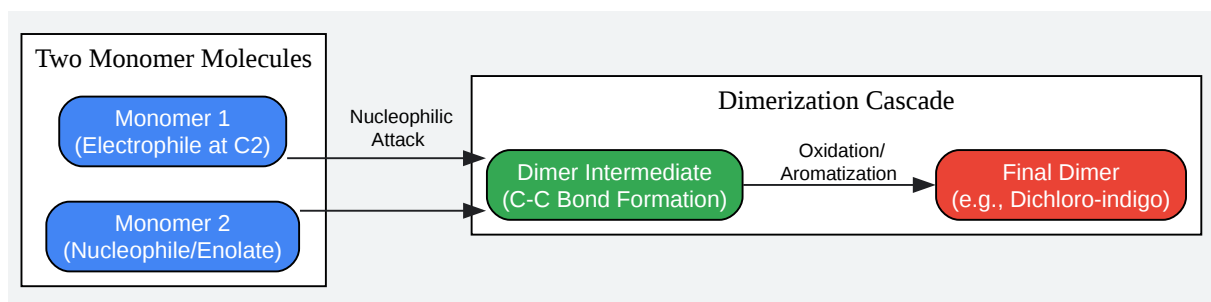 Two Monomer Molecules
Monomer 1
(Electrophile at C2)
Monomer 2
(Nucleophile/Enolate)
Nucleophilic
Attack
Dimerization Cascade
Dimer Intermediate
(C-C Bond Formation)
Oxidation/
Aromatization
Final Dimer
(e.g., Dichloro-indigo)